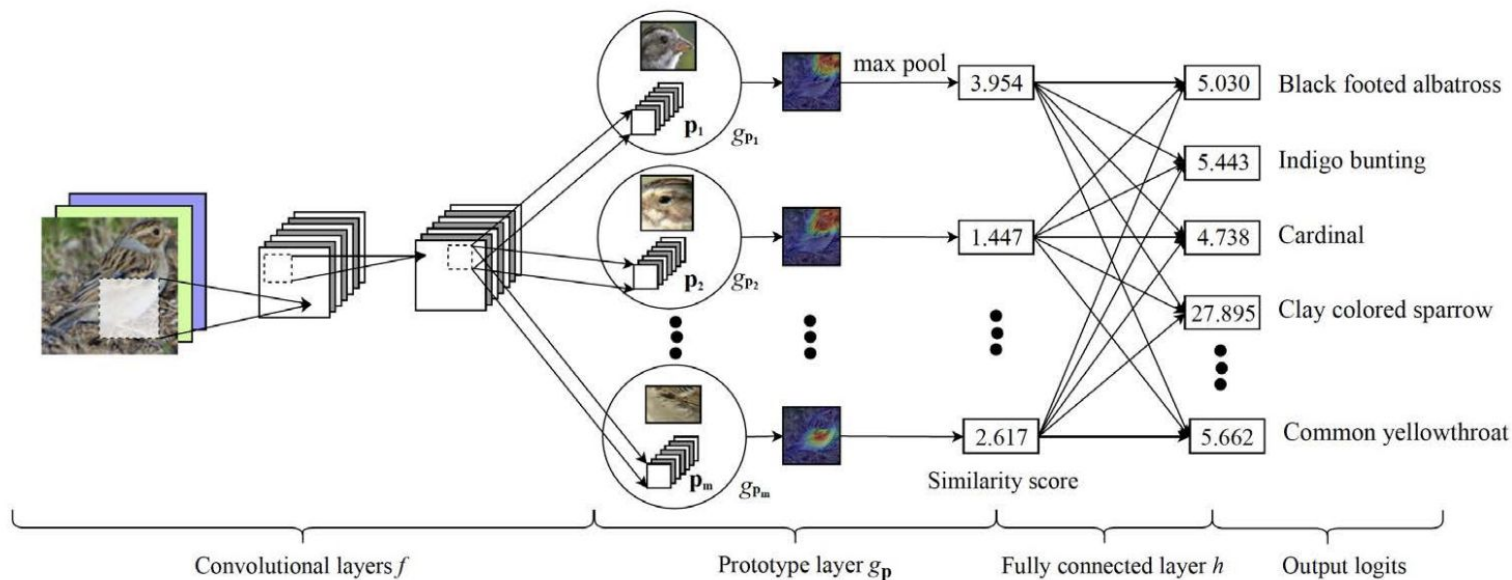 max pool
3.954
5.030
Black footed albatross
p1
gp1
5.443
Indigo bunting
1.447
4.738
Cardinal
p2
gp2
27.895
Clay colored sparrow
2.617
5.662
Common yellowthroat
pm
gpm
Similarity score
Convolutional layers f
Prototype layer gp
Fully connected layer h
Output logits